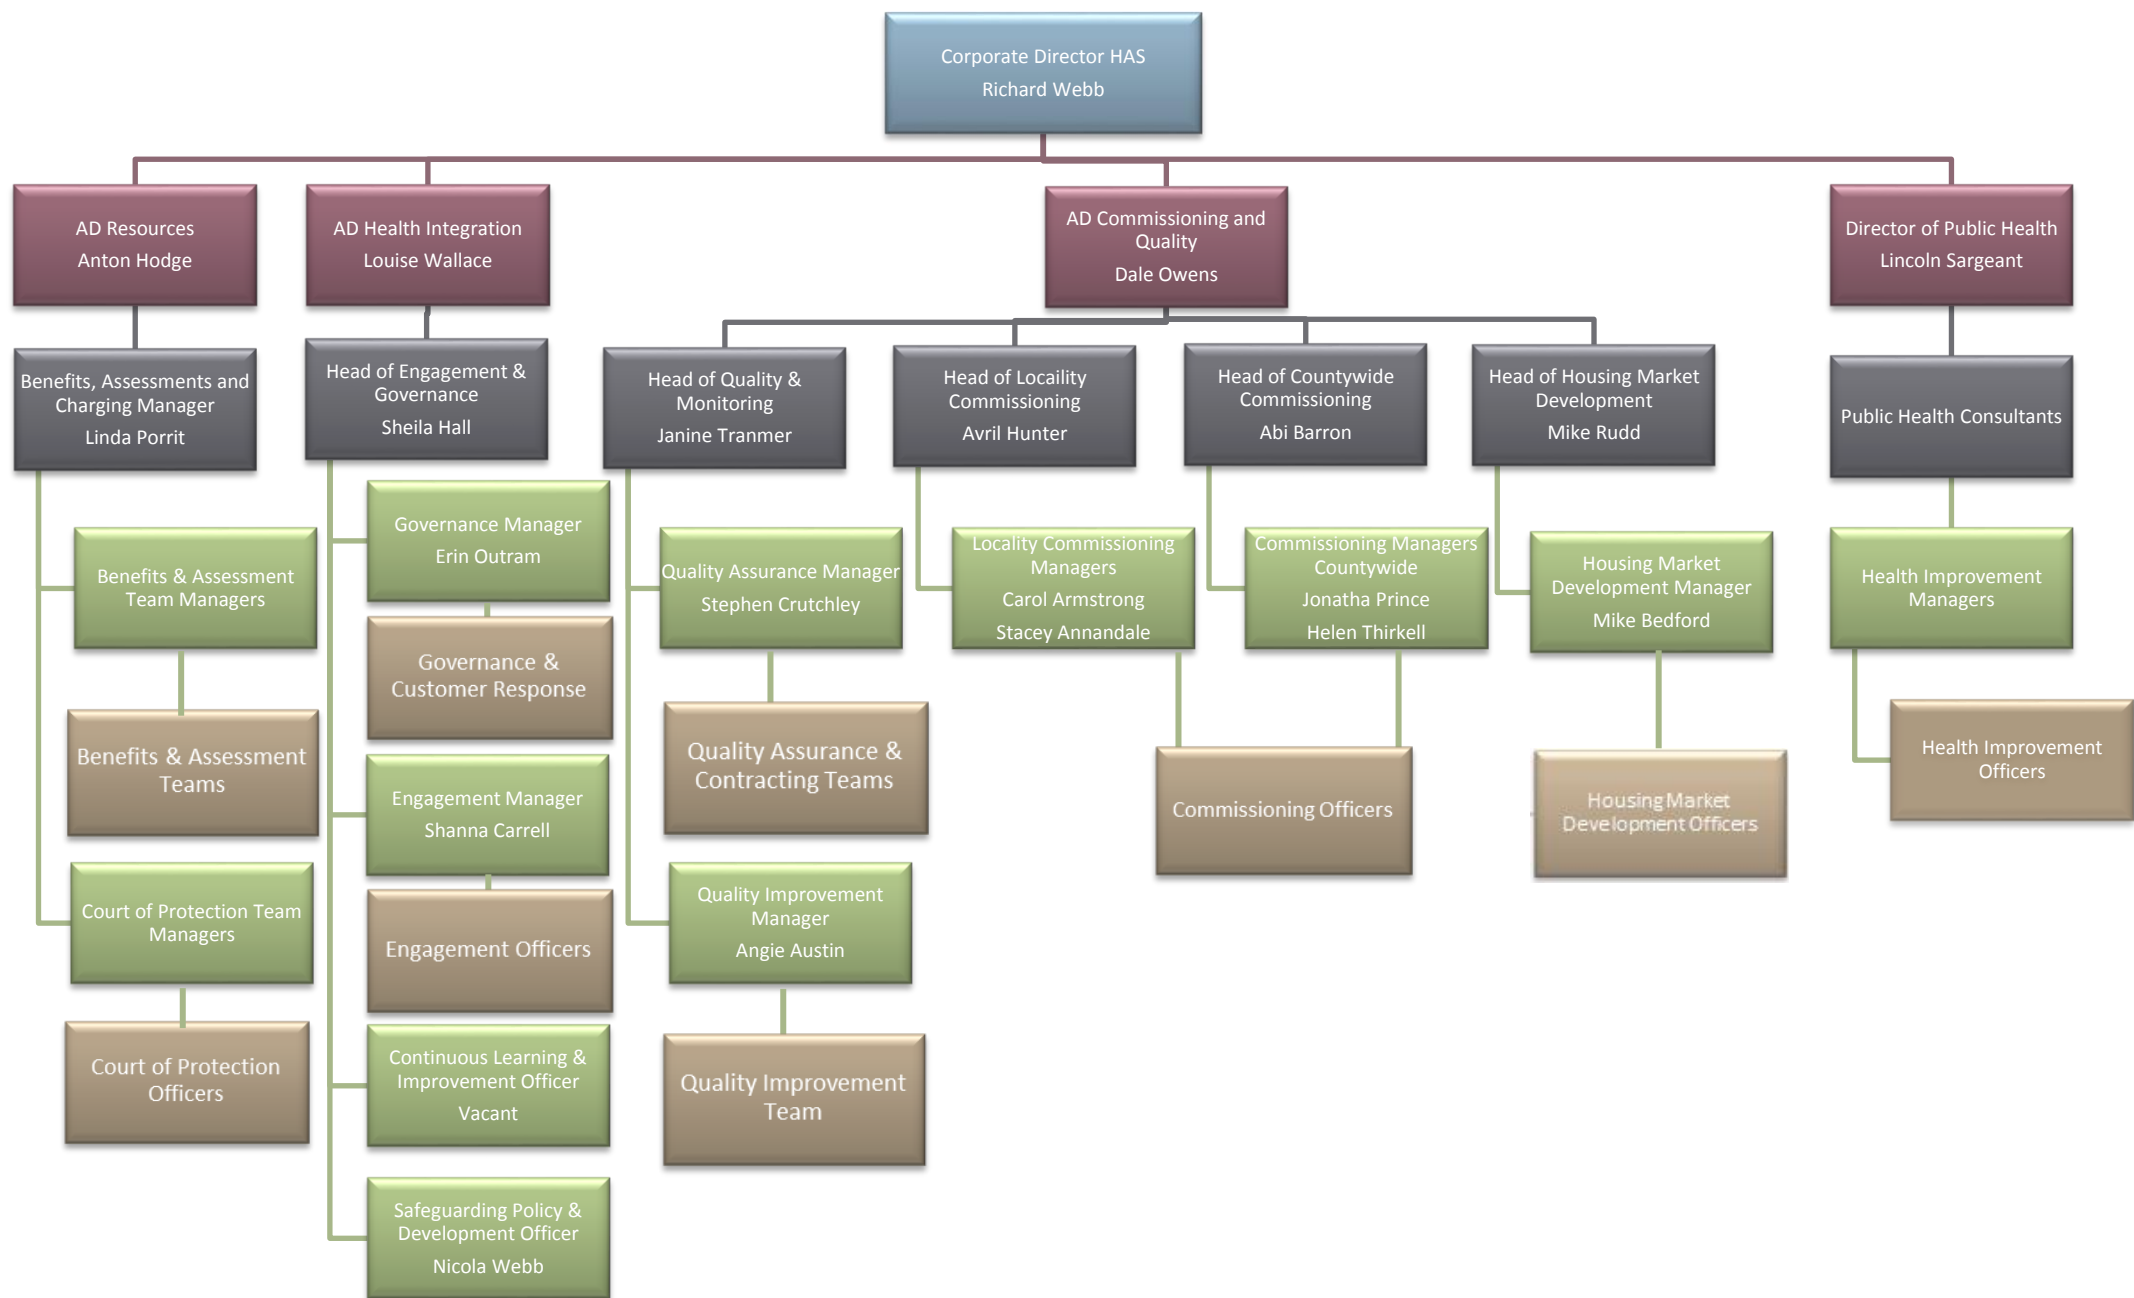 Corporate Director HAS
Richard Webb
AD Resources
Anton Hodge
AD Health Integration
Louise Wallace
AD Commissioning and
Quality
Dale Owens
Director of Public Health
Lincoln Sargeant
Benefits, Assessments and
Charging Manager
Linda Porrit
Head of Engagement &
Governance
Sheila Hall
Head of Quality &
Monitoring
Janine Tranmer
Head of Locaility
Commissioning
Avril Hunter
Head of Countywide
Commissioning
Abi Barron
Head of Housing Market
Development
Mike Rudd
Public Health Consultants
Benefits & Assessment
Team Managers
Benefits & Assessment
Teams
Court of Protection Team
Managers
Court of Protection
Officers
Governance Manager
Erin Outram
Governance &
Customer Response
Engagement Manager
Shanna Carrell
Engagement Officers
Continuous Learning &
Improvement Officer
Vacant
Safeguarding Policy &
Development Officer
Nicola Webb
Quality Assurance Manager
Stephen Crutchley
Quality Assurance &
Contracting Teams
Quality Improvement
Manager
Angie Austin
Quality Improvement
Team
Locality Commissioning
Managers
Carol Armstrong
Stacey Annandale
Commissioning Managers
Countywide
Jonatha Prince
Helen Thirkell
Commissioning Officers
Housing Market
Development Manager
Mike Bedford
Housing Market
Development Officers
Health Improvement
Managers
Health Improvement
Officers